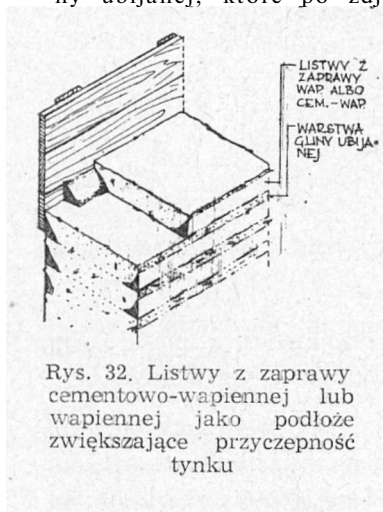 ny ubijanej, które po zuj
LISTWY Z
ZAPRAWY
WAP. ALBO
CEM.-WAP.
WARSTWA
GLINY UBIJA-
NEJ
Rys. 32. Listwy z zaprawy
cementowo-wapiennej lub
wapiennej jako podłoże
zwiększające przyczepność
tynku